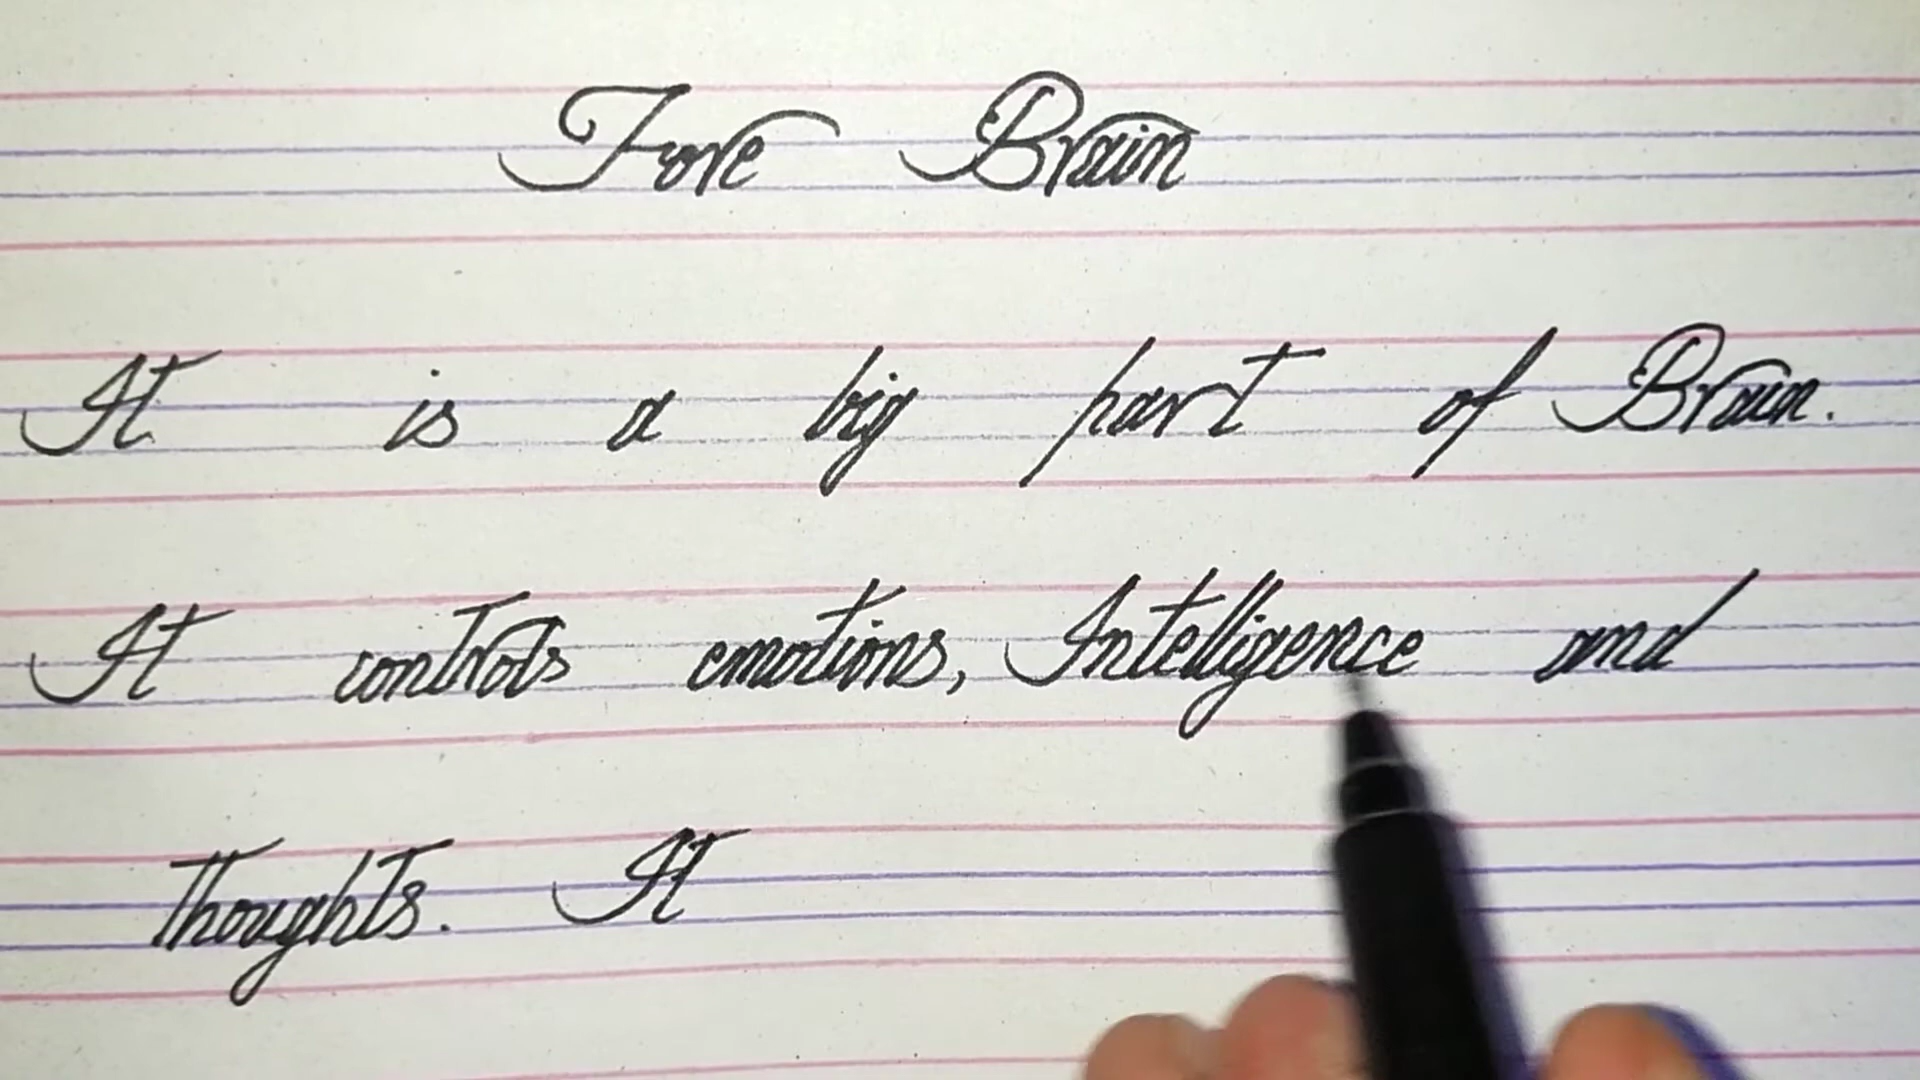 Fore Brain
It is a big part of Brain.
It controls emotions, Intelligence and
thoughts. It